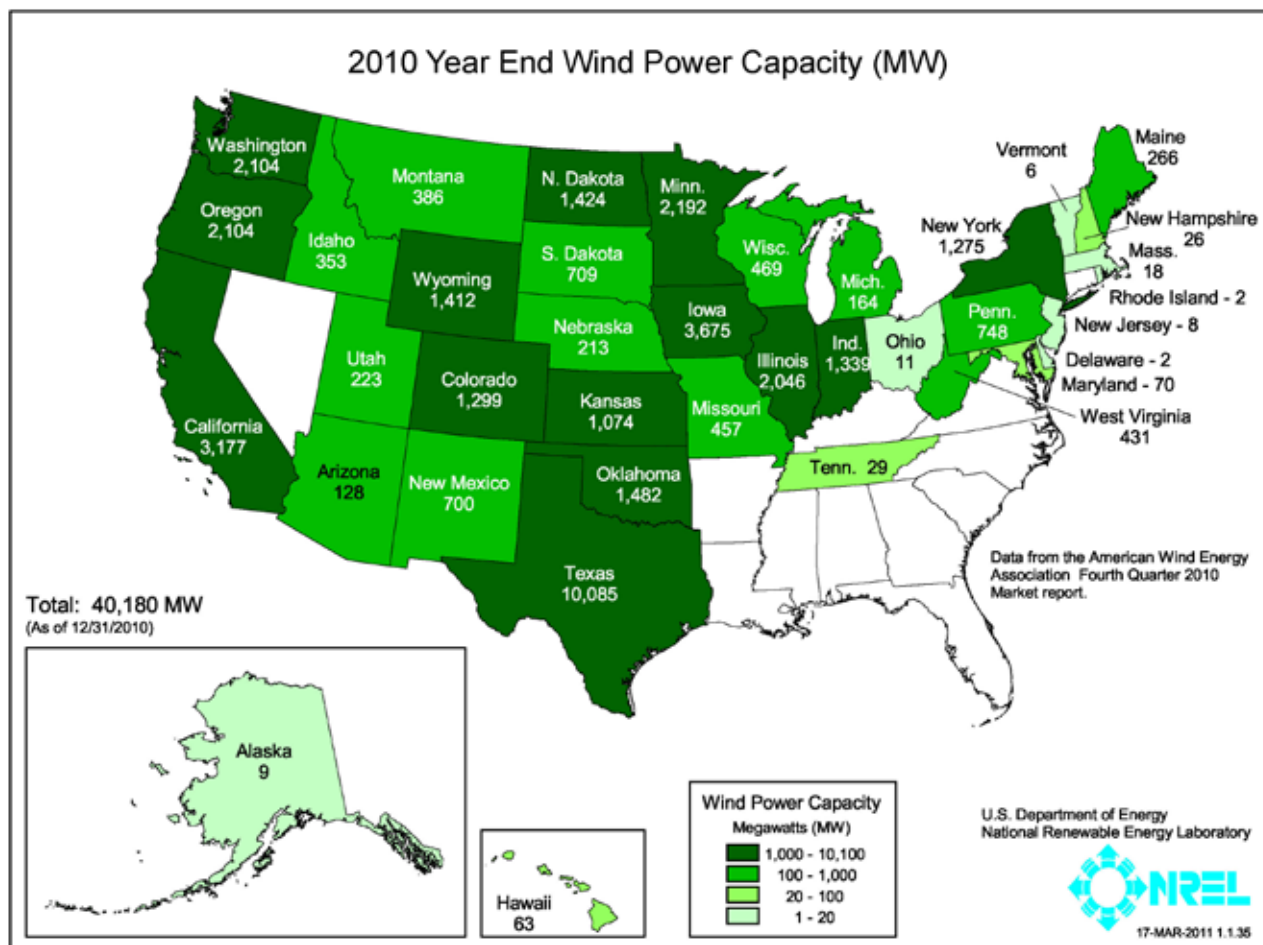 2010 Year End Wind Power Capacity (MW)
Washington
2,104
Oregon
2,104
California
3,177
Idaho
353
Montana
386
Wyoming
1,412
Utah
223
Colorado
1,299
Arizona
128
New Mexico
700
N. Dakota
1,424
S. Dakota
709
Nebraska
213
Kansas
1,074
Oklahoma
1,482
Texas
10,085
Minn.
2,192
Iowa
3,675
Missouri
457
Wisc.
469
Illinois
2,046
Mich.
164
Ind.
1,339
Ohio
11
Tenn. 29
Penn.
748
New York
1,275
Vermont
6
Maine
266
New Hampshire
26
Mass.
18
Rhode Island - 2
New Jersey - 8
Delaware - 2
Maryland - 70
West Virginia
431
Data from the American Wind Energy
Association Fourth Quarter 2010
Market report.
Total: 40,180 MW
(As of 12/31/2010)
Alaska
9
Hawaii
63
Wind Power Capacity
Megawatts (MW)
1,000 - 10,100
100 - 1,000
20 - 100
1 - 20
U.S. Department of Energy
National Renewable Energy Laboratory
NREL
17-MAR-2011 1.1.35